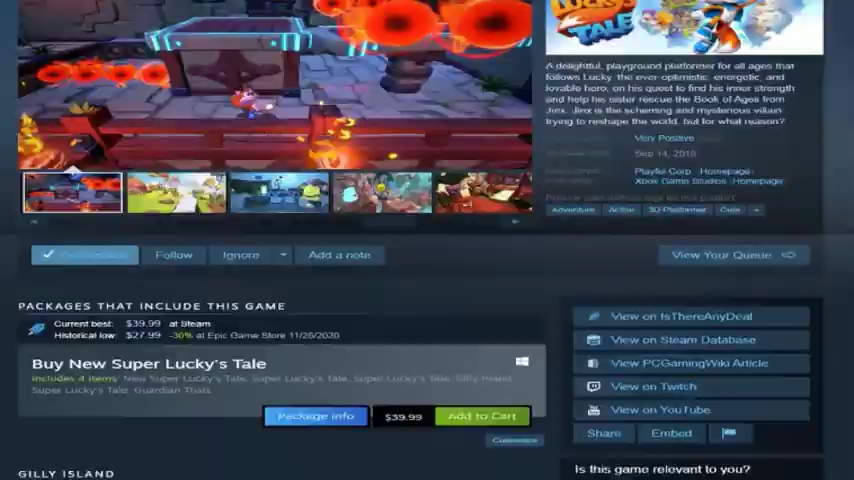 LUCKY'S
TALE
A delightful, playground platformer for all ages that
follows Lucky, the ever-optimistic, energetic, and
lovable hero, on his quest to find his inner strength
and help his sister rescue the Book of Ages from
Jinx. Jinx is the scheming and mysterious villain
trying to reshape the world, but for what reason?
Very Positive
Sep 14, 2018
Playful Corp. Homepage
Xbox Game Studios Homepage
Adventure Action 3D Platformer Cute +
Follow Ignore Add a note View Your Queue
PACKAGES THAT INCLUDE THIS GAME
Current best: $39.99 at Steam
Historical low: $27.99 -30% at Epic Game Store 11/26/2020
Buy New Super Lucky's Tale
Includes 4 items: New Super Lucky's Tale, Super Lucky's Tale, Super Lucky's Tale: Gilly Island,
Super Lucky's Tale: Guardian Trials
Package info $39.99 Add to Cart
Customize
GILLY ISLAND
View on IsThereAnyDeal
View on Steam Database
View PCGamingWiki Article
View on Twitch
View on YouTube
Share Embed
Is this game relevant to you?